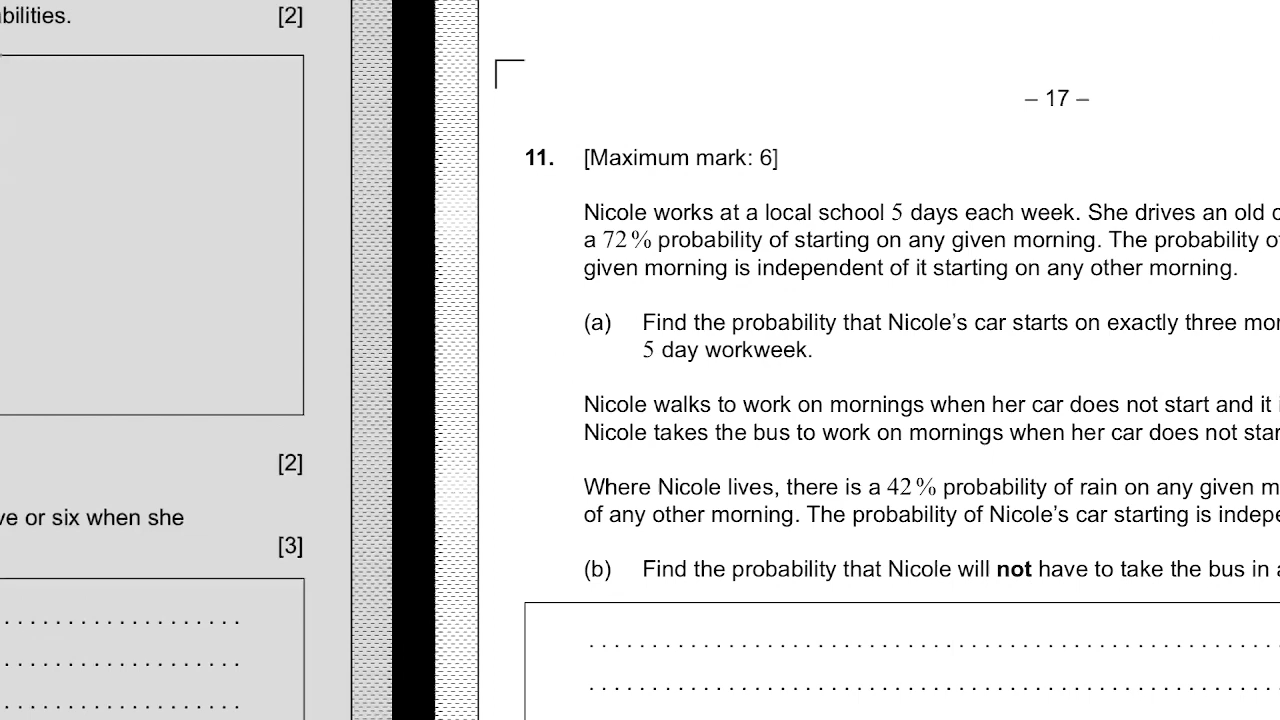 bilities. [2]
[2]
or six when she
[3]
– 17 –
11. [Maximum mark: 6]
Nicole works at a local school 5 days each week. She drives an old
a 72 % probability of starting on any given morning. The probability
given morning is independent of it starting on any other morning.
(a) Find the probability that Nicole’s car starts on exactly three
5 day workweek.
Nicole walks to work on mornings when her car does not start and it
Nicole takes the bus to work on mornings when her car does not
Where Nicole lives, there is a 42 % probability of rain on any given
of any other morning. The probability of Nicole’s car starting is
(b) Find the probability that Nicole will not have to take the bus in